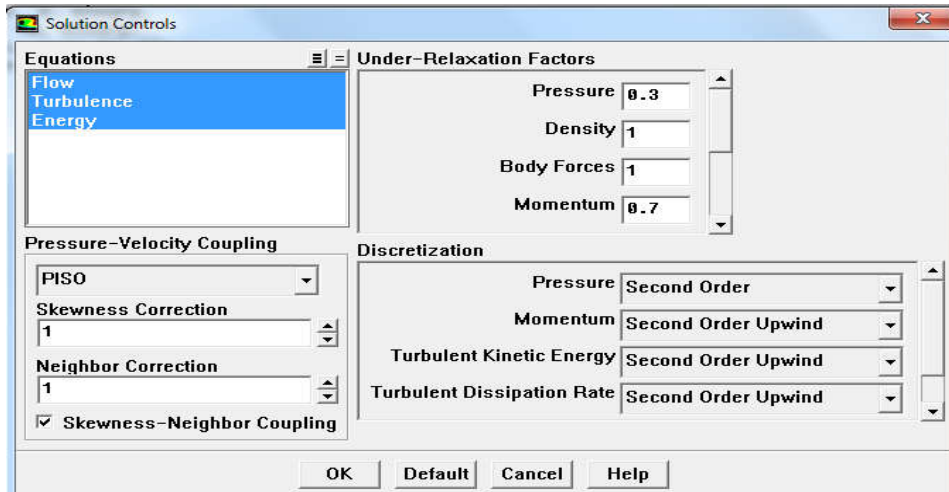 Solution Controls
Equations
Flow
Turbulence
Energy
Under-Relaxation Factors
Pressure 0.3
Density 1
Body Forces 1
Momentum 0.7
Pressure-Velocity Coupling
PISO
Skewness Correction
1
Neighbor Correction
1
Skewness-Neighbor Coupling
Discretization
Pressure Second Order
Momentum Second Order Upwind
Turbulent Kinetic Energy Second Order Upwind
Turbulent Dissipation Rate Second Order Upwind
OK Default Cancel Help